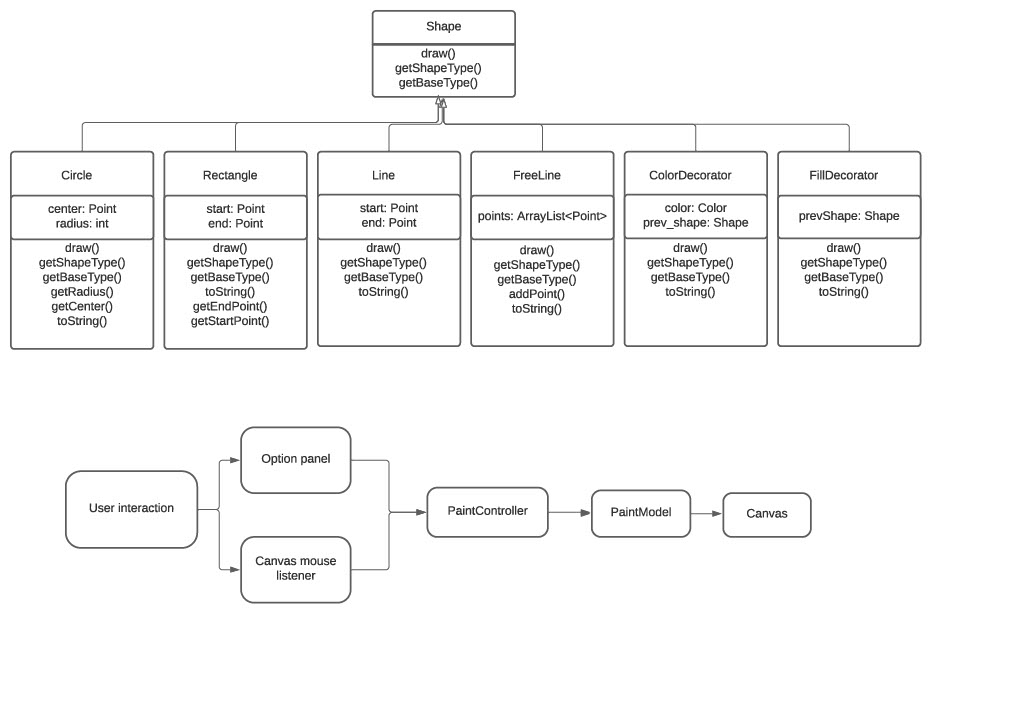 Shape
draw()
getShapeType()
getBaseType()
Circle
center: Point
radius: int
draw()
getShapeType()
getBaseType()
getRadius()
getCenter()
toString()
Rectangle
start: Point
end: Point
draw()
getShapeType()
getBaseType()
toString()
getEndPoint()
getStartPoint()
Line
start: Point
end: Point
draw()
getShapeType()
getBaseType()
toString()
FreeLine
points: ArrayList<Point>
draw()
getShapeType()
getBaseType()
addPoint()
toString()
ColorDecorator
color: Color
prev_shape: Shape
draw()
getShapeType()
getBaseType()
toString()
FillDecorator
prevShape: Shape
draw()
getShapeType()
getBaseType()
toString()
User interaction
Option panel
Canvas mouse
listener
PaintController
PaintModel
Canvas